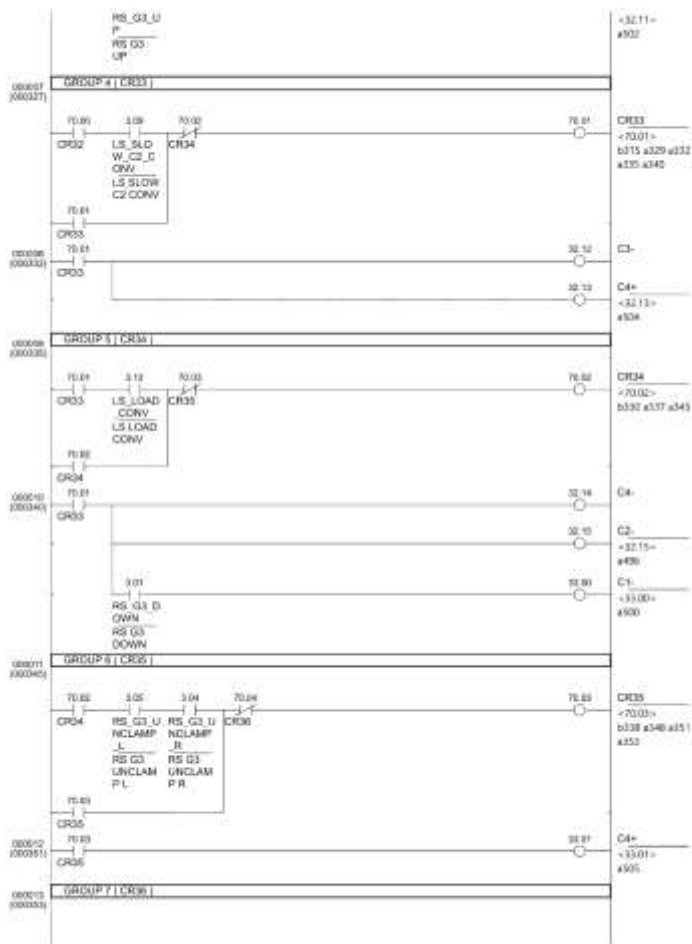 RS_G3_U
P
RS G3
UP
<32.11>
a502
000007
(000327)
GROUP 4 | CR33 |
70.05
3.09
70.02
70.01
CR33
CR32
LS_SLO
W_C2_C
ONV
LS SLOW
C2 CONV
CR34
<70.01>
b315 a329 a332
a335 a340
70.01
CR33
000008
(000332)
70.01
CR33
32.12
C3-
32.13
C4+
<32.13>
a504
000009
(000335)
GROUP 5 | CR34 |
70.01
3.12
70.03
70.02
CR34
CR33
LS_LOAD
_CONV
LS LOAD
CONV
CR35
<70.02>
b330 a337 a345
70.02
CR34
000010
(000340)
70.01
CR33
32.14
C4-
32.15
C2-
<32.15>
a496
3.01
33.00
C1-
RS_G3_D
OWN
RS G3
DOWN
<33.00>
a500
000011
(000345)
GROUP 6 | CR35 |
70.02
3.05
3.04
70.04
70.03
CR35
CR34
RS_G3_U
NCLAMP
_L
RS G3
UNCLAM
P L
RS_G3_U
NCLAMP
_R
RS G3
UNCLAM
P R
CR36
<70.03>
b338 a348 a351
a353
70.03
CR35
000012
(000351)
70.03
CR35
33.01
C4+
<33.01>
a505
000013
(000353)
GROUP 7 | CR36 |